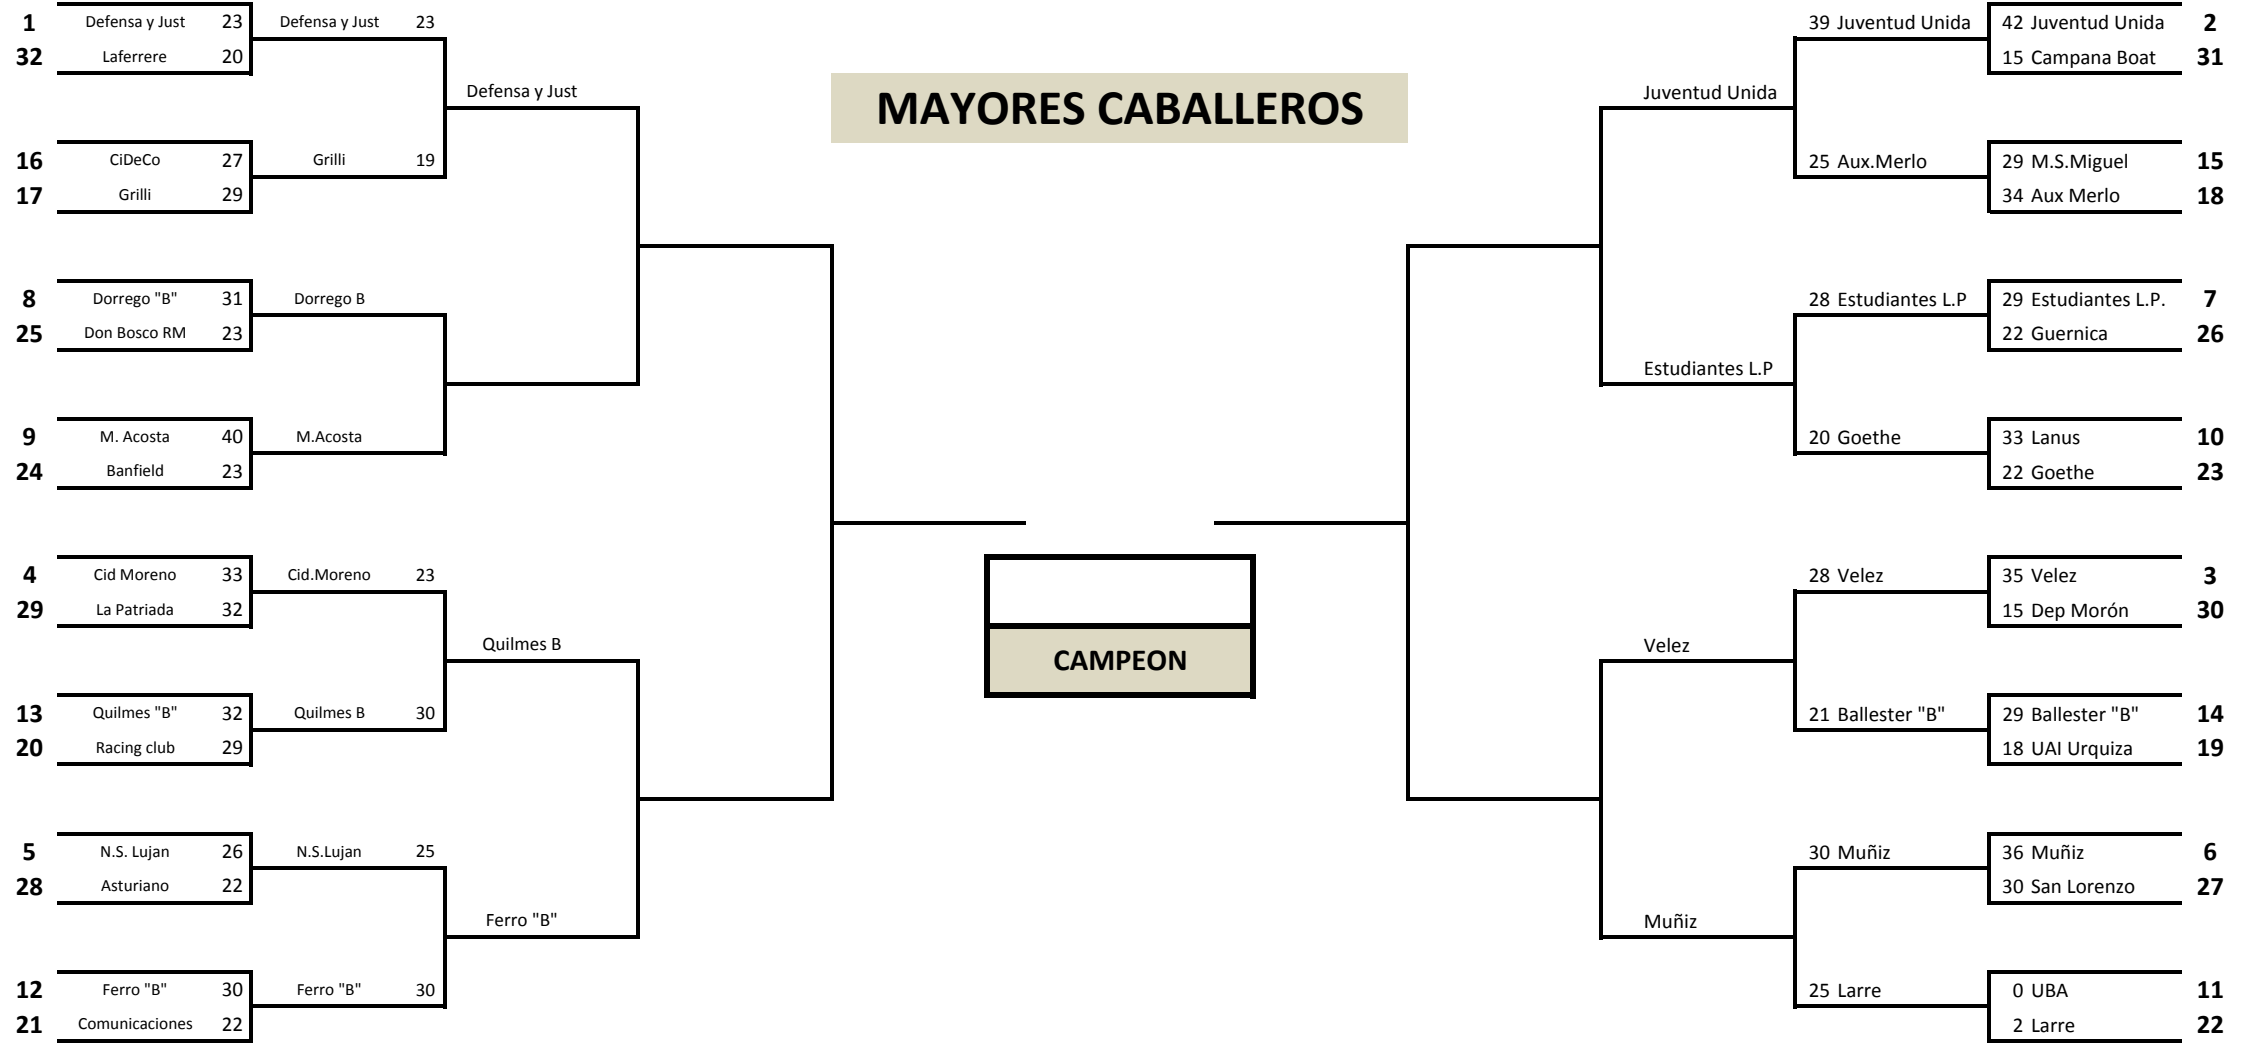 MAYORES CABALLEROS
1 Defensa y Just 23
32 Laferrere 20
Defensa y Just 23
16 CiDeCo 27
17 Grilli 29
Grilli 19
Defensa y Just
8 Dorrego "B" 31
25 Don Bosco RM 23
Dorrego B
9 M. Acosta 40
24 Banfield 23
M.Acosta
4 Cid Moreno 33
29 La Patriada 32
Cid.Moreno 23
13 Quilmes "B" 32
20 Racing club 29
Quilmes B 30
Quilmes B
5 N.S. Lujan 26
28 Asturiano 22
N.S.Lujan 25
12 Ferro "B" 30
21 Comunicaciones 22
Ferro "B" 30
Ferro "B"
CAMPEON
Juventud Unida
39 Juventud Unida
42 Juventud Unida 2
15 Campana Boat 31
25 Aux.Merlo
29 M.S.Miguel 15
34 Aux Merlo 18
Estudiantes L.P
28 Estudiantes L.P
29 Estudiantes L.P. 7
22 Guernica 26
20 Goethe
33 Lanus 10
22 Goethe 23
Velez
28 Velez
35 Velez 3
15 Dep Morón 30
21 Ballester "B"
29 Ballester "B" 14
18 UAI Urquiza 19
Muñiz
30 Muñiz
36 Muñiz 6
30 San Lorenzo 27
25 Larre
0 UBA 11
2 Larre 22